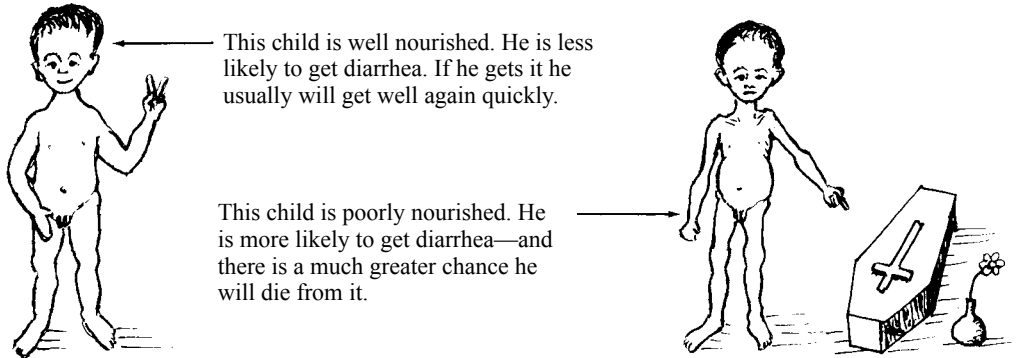 This child is well nourished. He is less
likely to get diarrhea. If he gets it he
usually will get well again quickly.
This child is poorly nourished. He
is more likely to get diarrhea—and
there is a much greater chance he
will die from it.